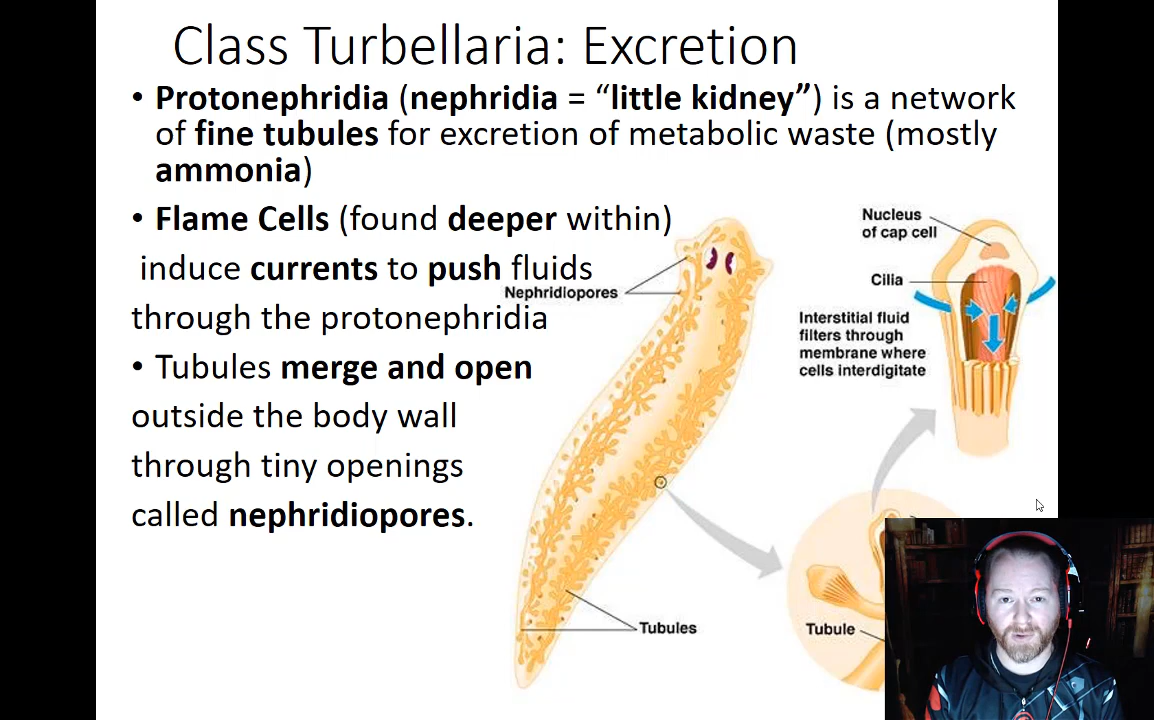 Class Turbellaria: Excretion
• Protonephridia (nephridia = “little kidney”) is a network
of fine tubules for excretion of metabolic waste (mostly
ammonia)
• Flame Cells (found deeper within)
induce currents to push fluids
through the protonephridia
• Tubules merge and open
outside the body wall
through tiny openings
called nephridiopores.
Nephridiopores
Nucleus
of cap cell
Cilia
Interstitial fluid
filters through
membrane where
cells interdigitate
Tubules
Tubule